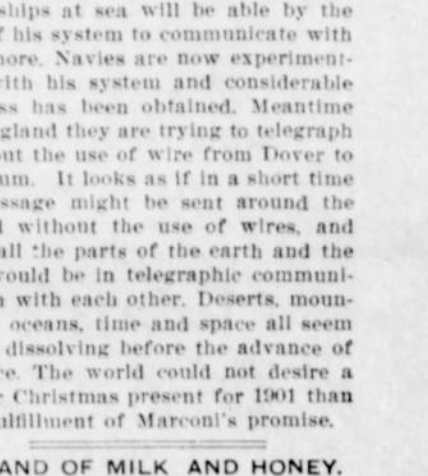 ships at sea will be able by the
f his system to communicate with
nore. Navies are now experiment-
with his system and considerable
ss has been obtained. Meantime
gland they are trying to telegraph
out the use of wire from Dover to
um. It looks as if in a short time
ssage might be sent around the
d without the use of wires, and
all the parts of the earth and the
would be in telegraphic communi-
n with each other. Deserts, moun-
oceans, time and space all seem
dissolving before the advance of
ce. The world could not desire a
r Christmas present for 1901 than
ulfillment of Marconi's promise.
AND OF MILK AND HONEY.